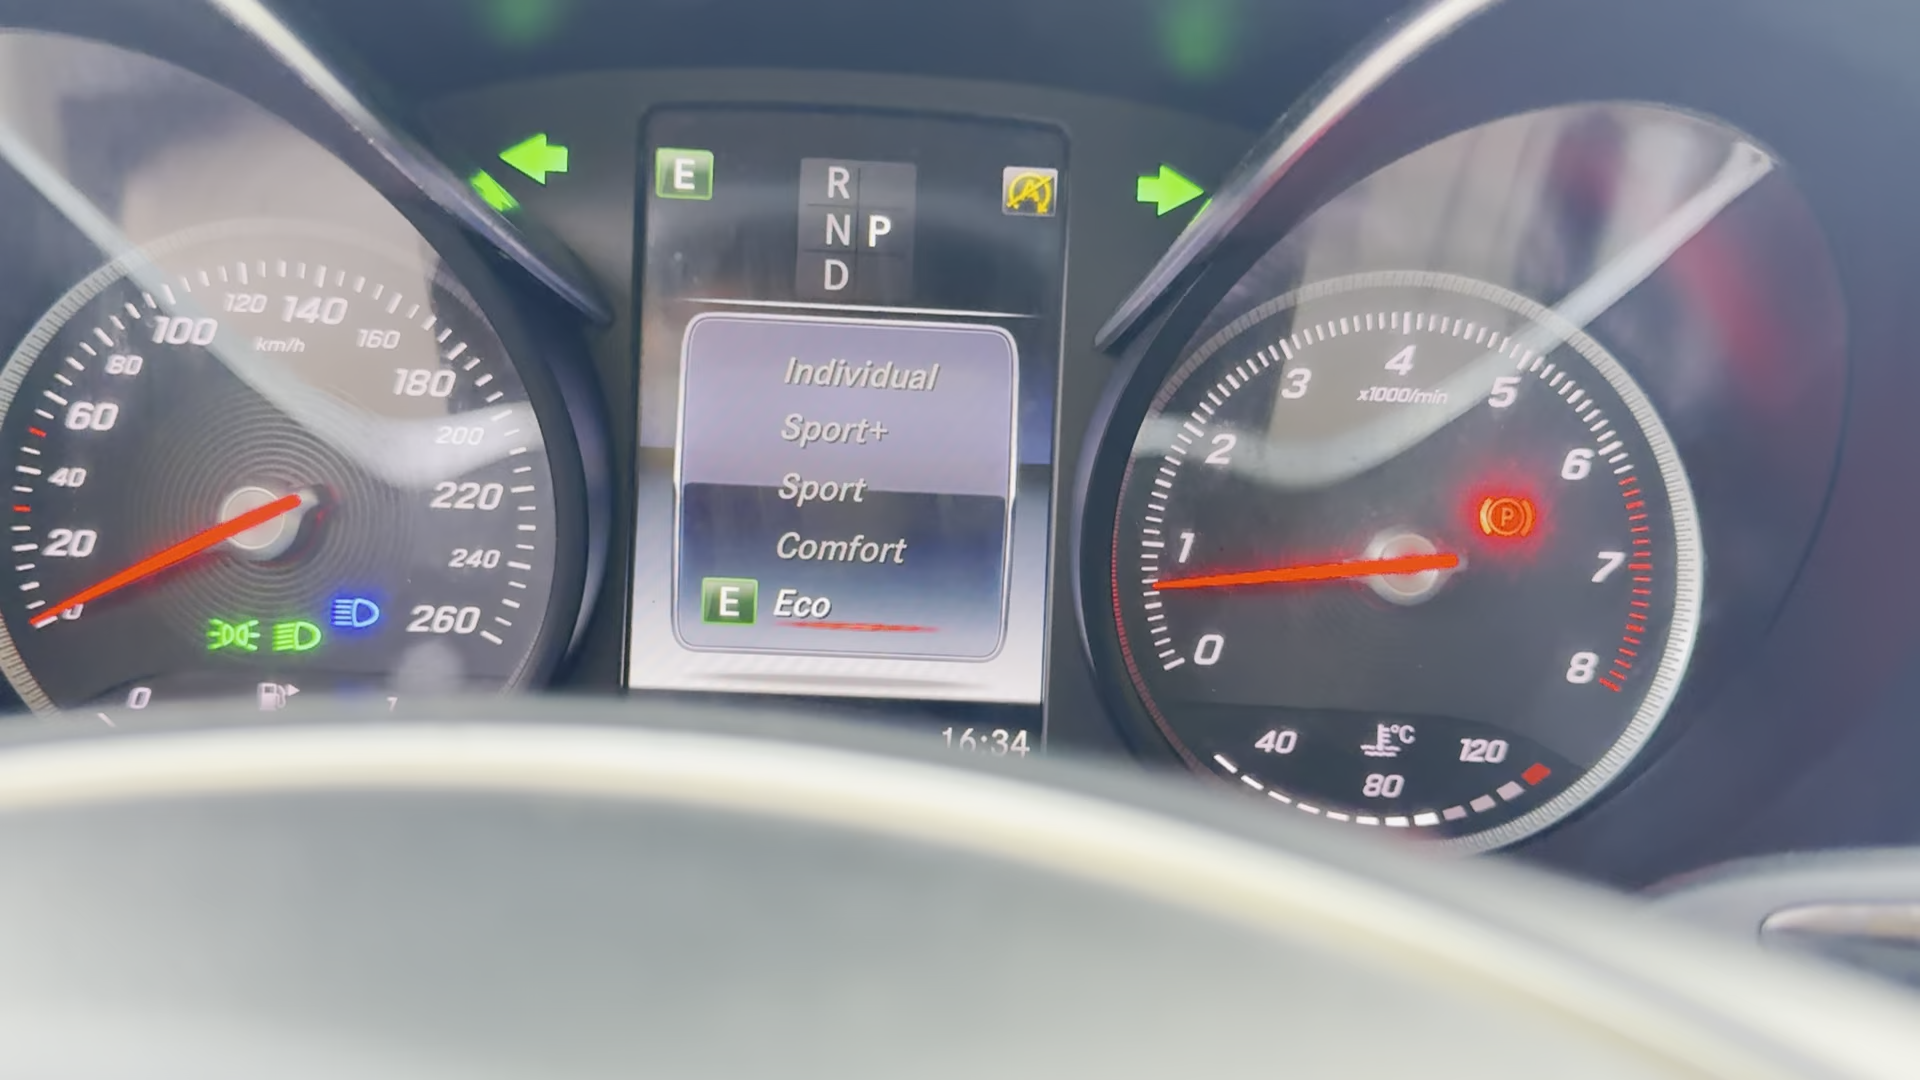 E
R
N P
D
A
Individual
Sport+
Sport
Comfort
E Eco
16:34
0
20
40
60
80
100
120
140
160
180
200
220
240
260
km/h
0
0
1
2
3
4
5
6
7
8
x1000/min
P
40
80
120
°C